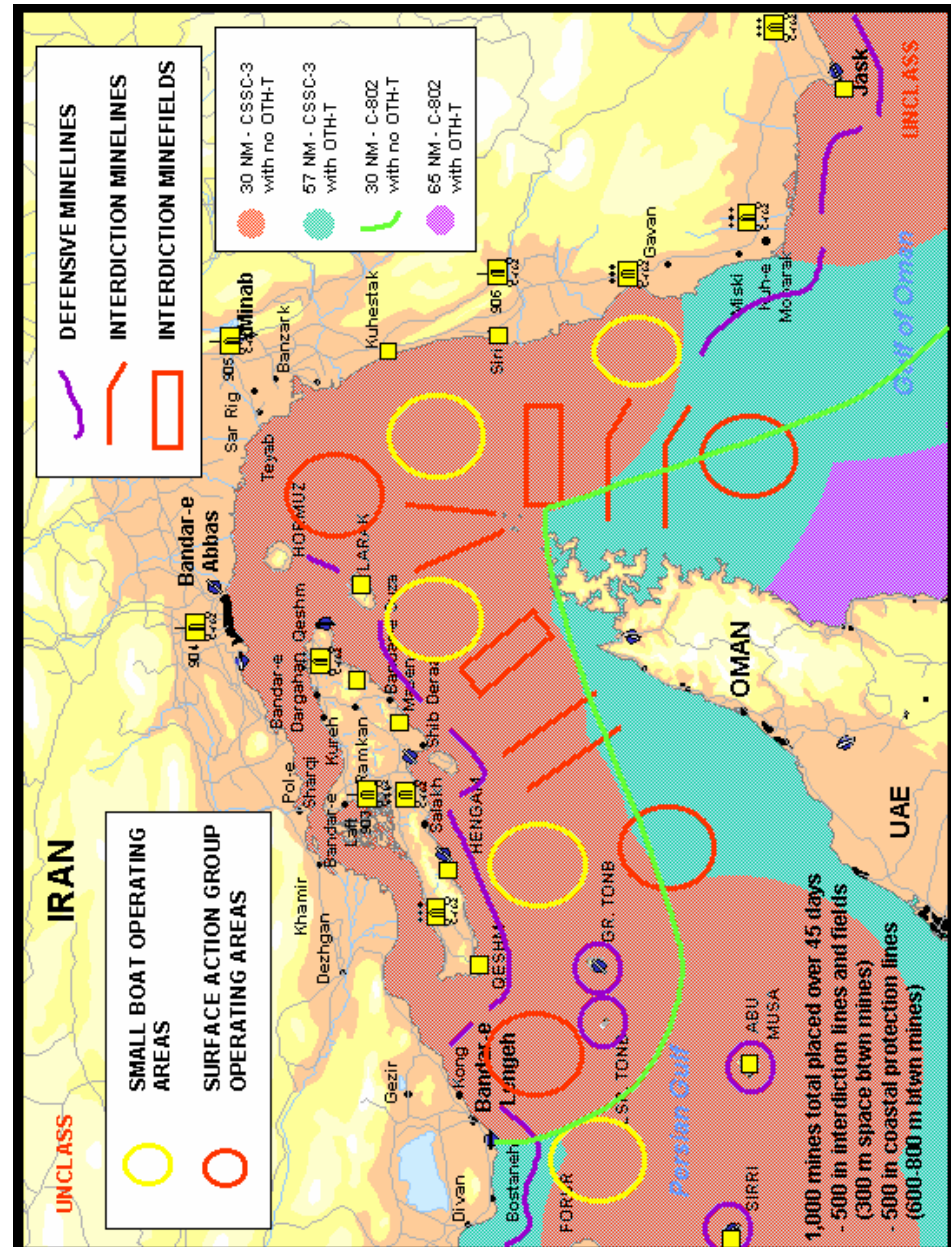 UNCLASS
IRAN
SMALL BOAT OPERATING
AREAS
SURFACE ACTION GROUP
OPERATING AREAS
DEFENSIVE MINELINES
INTERDICTION MINELINES
INTERDICTION MINEFIELDS
30 NM - CSSC-3
with no OTH-T
57 NM - CSSC-3
with OTH-T
30 NM - C-802
with no OTH-T
65 NM - C-802
with OTH-T
Bandar-e
Abbas
904
Sar Rig
905
Minab
Banzark
Teyab
Kuhestak
Siri
906
Gavan
Miski
Kuh-e
Mobarak
Jask
UNCLASS
Gulf of Oman
HORMUZ
LARAK
Bandar-e
Dargahan
Qeshm
Pol-e
Sharqi
Kureh
Ramkan
Bandar-e
Laft
903
Shib Deraz
Salakh
HENGAM
QESHM
Khamir
Dezhgan
Gezir
Kong
Bandar-e
Lengeh
Divan
Bostaneh
FORUR
LSR. TONB
GR. TONB
ABU
MUSA
SIRRI
Persian Gulf
OMAN
UAE
1,000 mines total placed over 45 days
- 500 in interdiction lines and fields
(300 m space btwn mines)
- 500 in coastal protection lines
(600-800 m btwn mines)